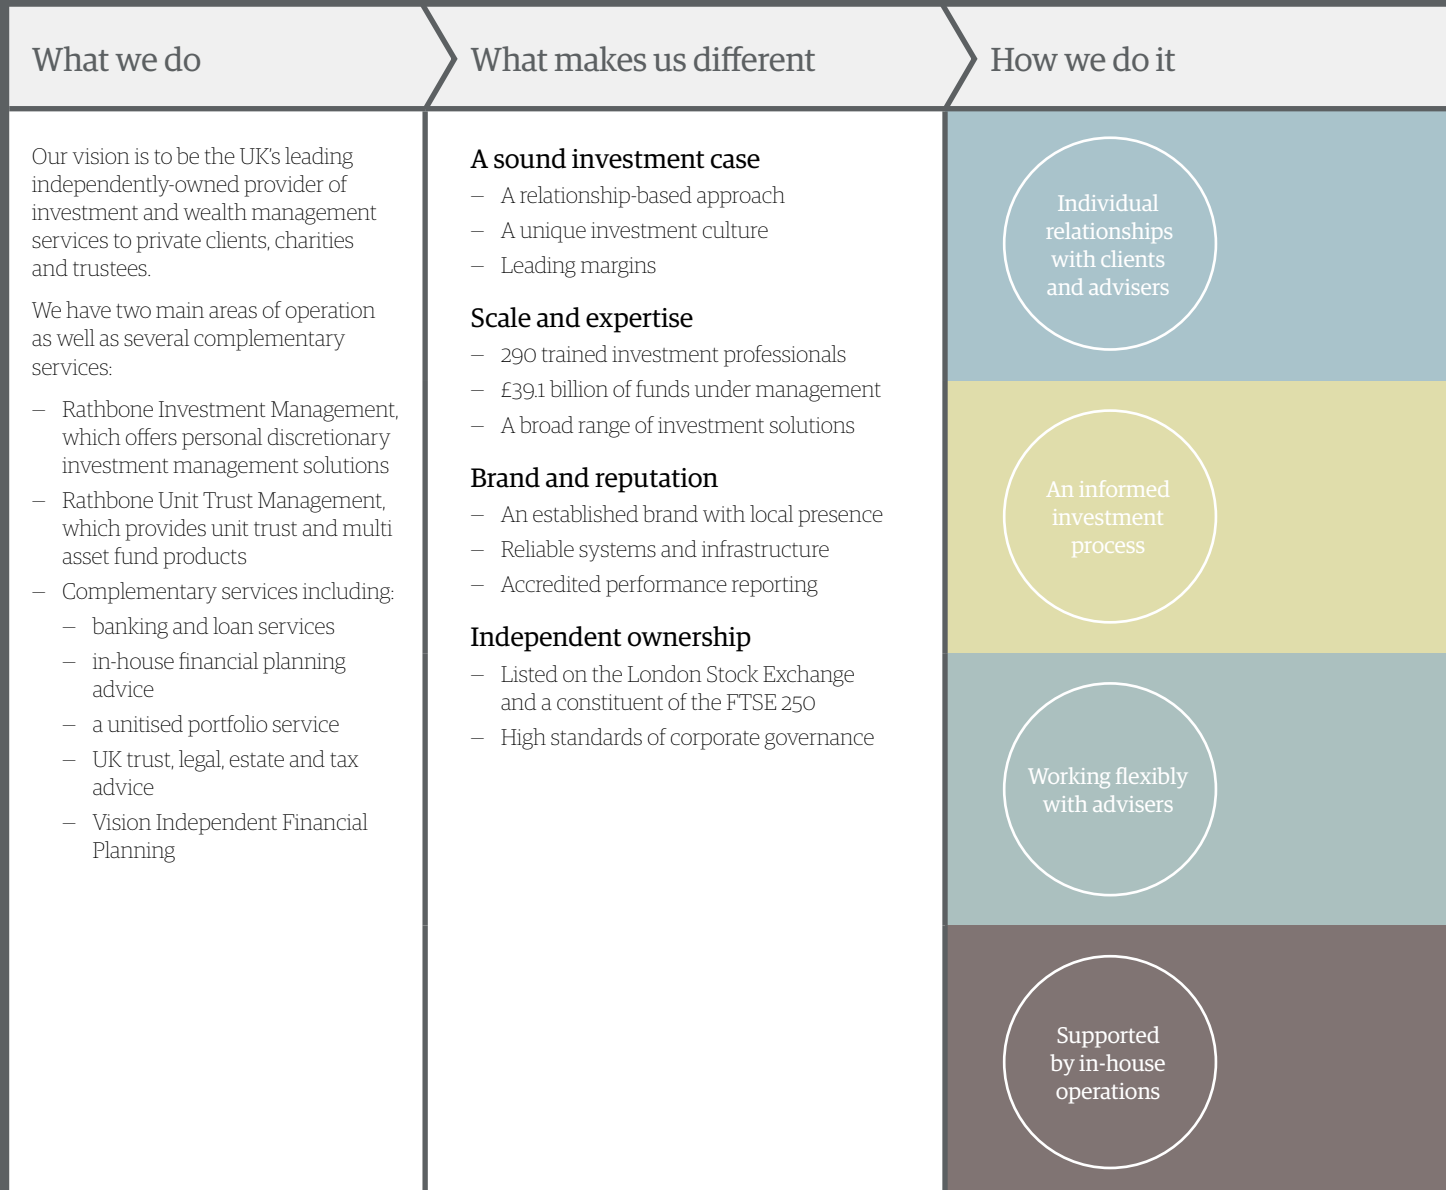 What we do
What makes us different
How we do it
Our vision is to be the UK's leading
independently-owned provider of
investment and wealth management
services to private clients, charities
and trustees.
We have two main areas of operation
as well as several complementary
services:
— Rathbone Investment Management,
which offers personal discretionary
investment management solutions
— Rathbone Unit Trust Management,
which provides unit trust and multi
asset fund products
— Complementary services including:
— banking and loan services
— in-house financial planning
advice
— a unitised portfolio service
— UK trust, legal, estate and tax
advice
— Vision Independent Financial
Planning
A sound investment case
— A relationship-based approach
— A unique investment culture
— Leading margins
Scale and expertise
— 290 trained investment professionals
— £39.1 billion of funds under management
— A broad range of investment solutions
Brand and reputation
— An established brand with local presence
— Reliable systems and infrastructure
— Accredited performance reporting
Independent ownership
— Listed on the London Stock Exchange
and a constituent of the FTSE 250
— High standards of corporate governance
Individual
relationships
with clients
and advisers
An informed
investment
process
Working flexibly
with advisers
Supported
by in-house
operations